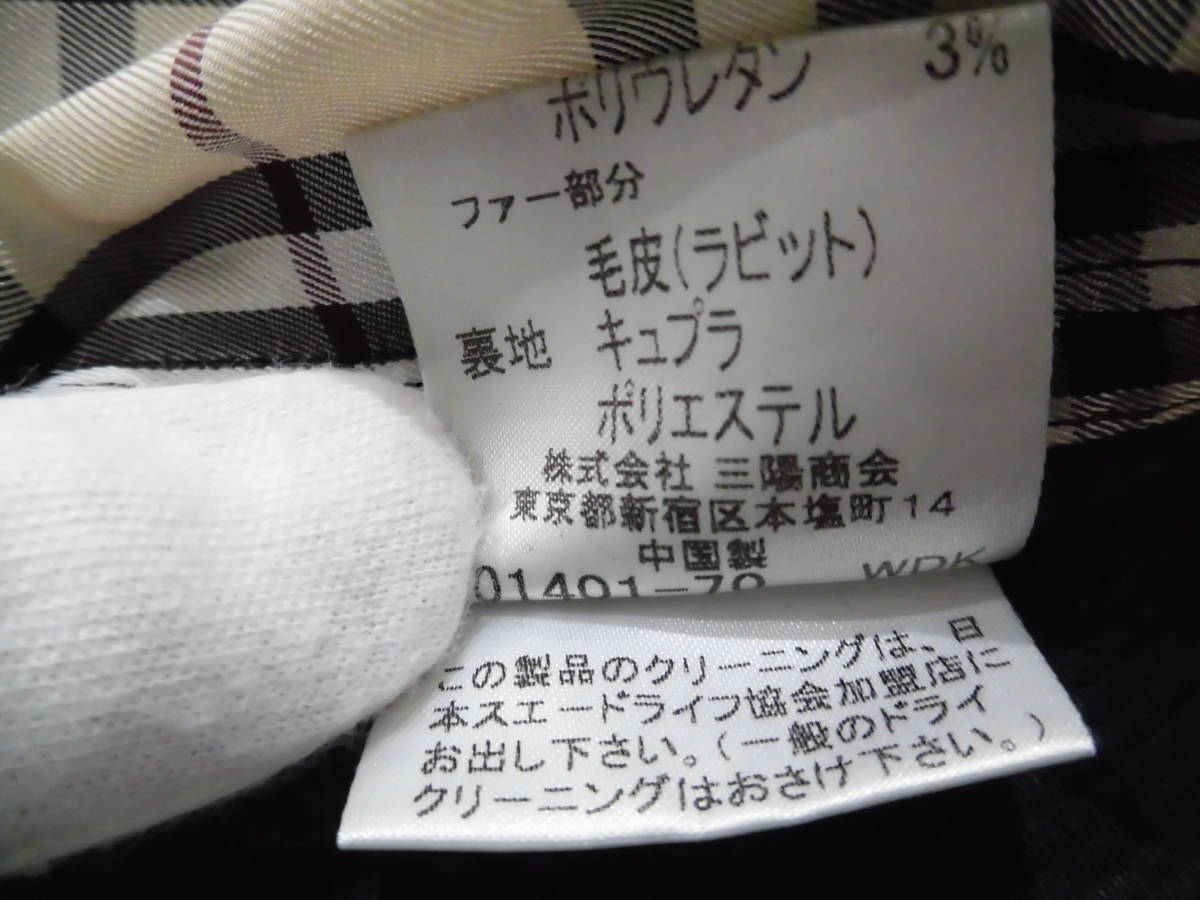 ポリウレタン 3%
ファー部分
毛皮(ラビット)
裏地 キュプラ
ポリエステル
株式会社 三陽商会
東京都新宿区本塩町14
中国製
01491-79 WDK
この製品のクリーニングは、日
本スエードライフ協会加盟店に
お出し下さい。(一般のドライ
クリーニングはおさけ下さい。)